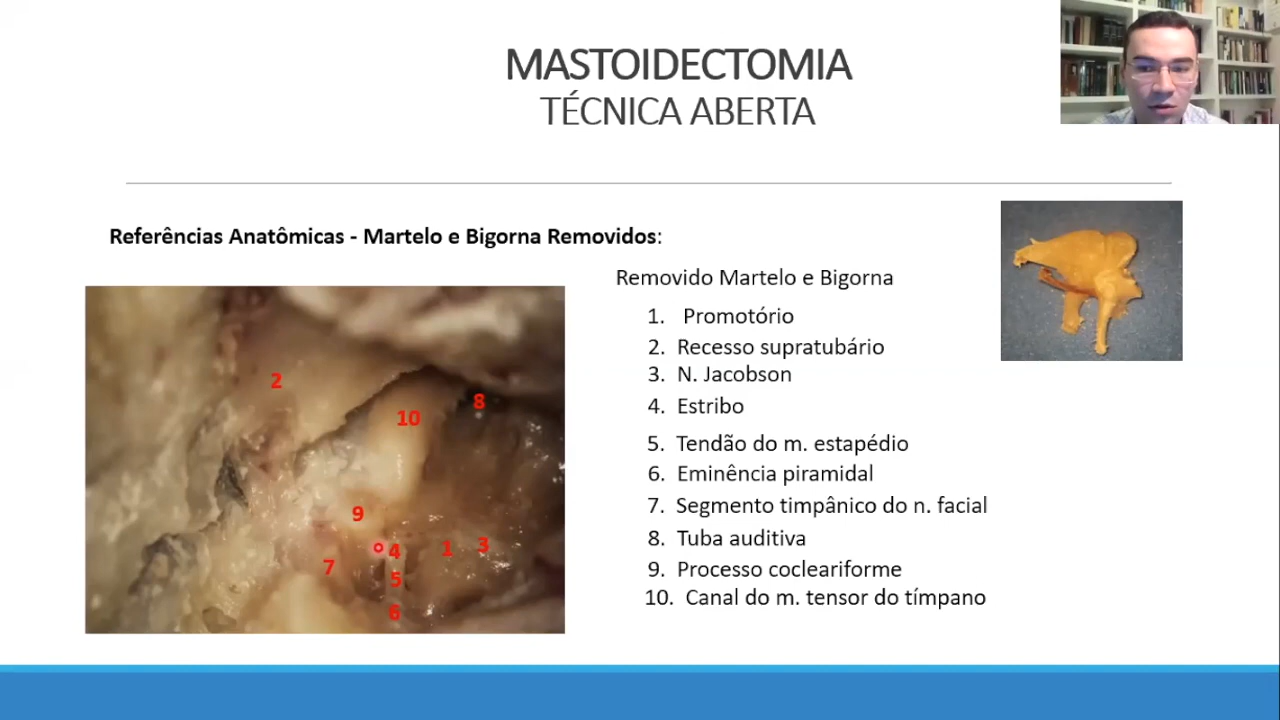 MASTOIDECTOMIA
TÉCNICA ABERTA
Referências Anatômicas - Martelo e Bigorna Removidos:
Removido Martelo e Bigorna
1. Promotório
2. Recesso supratubário
3. N. Jacobson
4. Estribo
5. Tendão do m. estapédio
6. Eminência piramidal
7. Segmento timpânico do n. facial
8. Tuba auditiva
9. Processo cocleariforme
10. Canal do m. tensor do tímpano
2
8
10
9
4
1
3
7
5
6